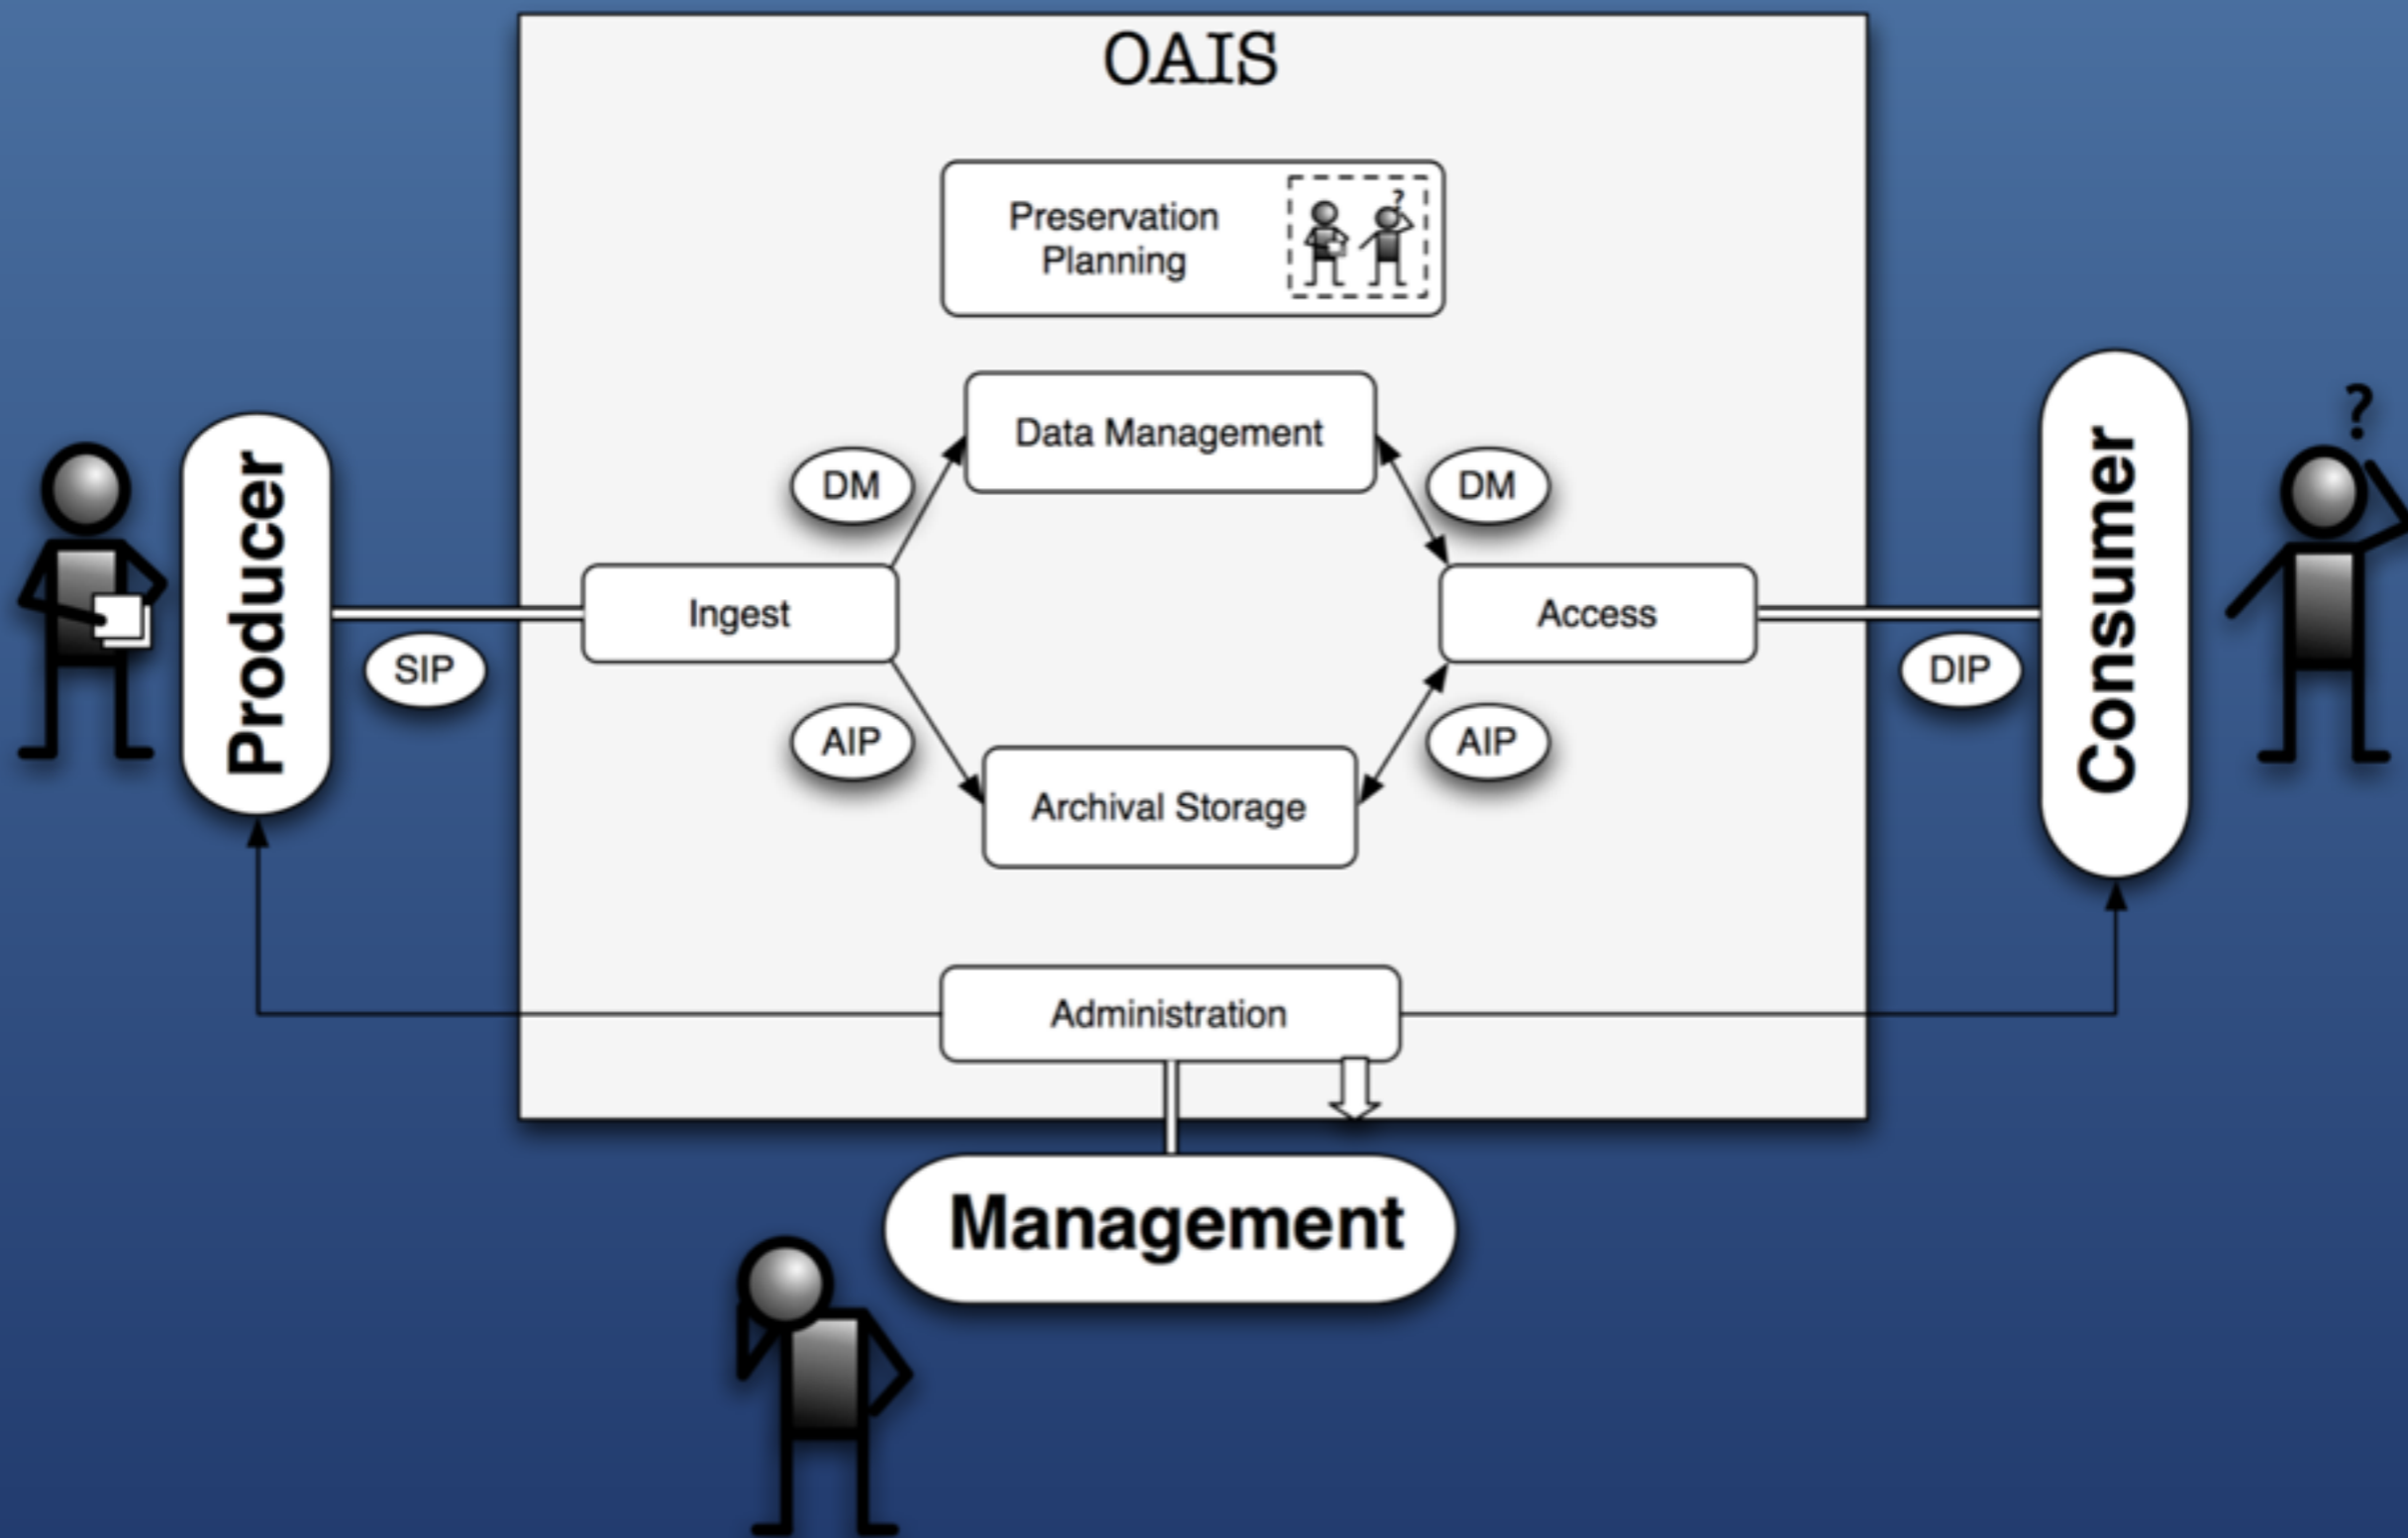 OAIS
Preservation
Planning
?
Data Management
DM
DM
?
Producer
Ingest
Access
Consumer
SIP
DIP
AIP
AIP
Archival Storage
Administration
Management